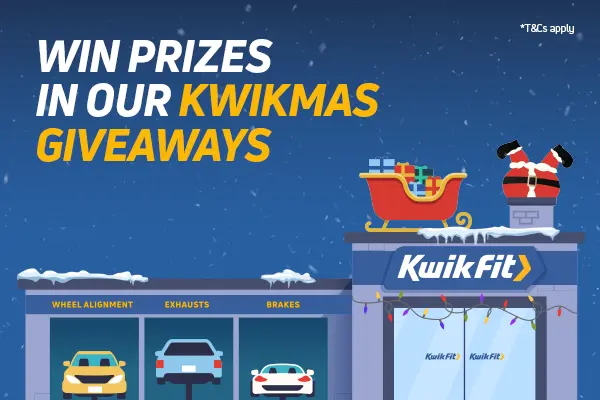 *T&Cs apply
WIN PRIZES
IN OUR KWIKMAS
GIVEAWAYS
KwikFit
WHEEL ALIGNMENT EXHAUSTS BRAKES
KwikFit KwikFit